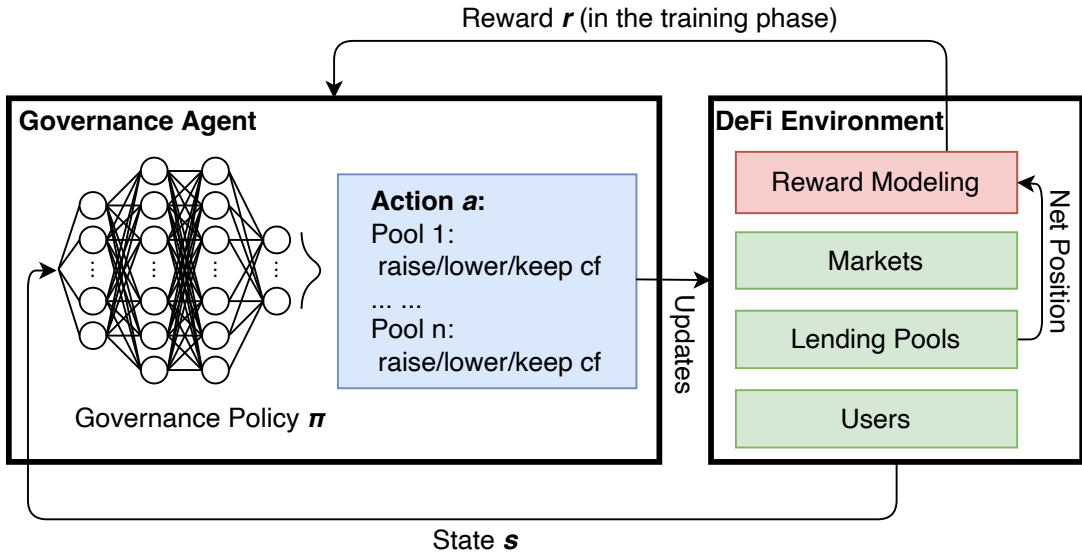 Reward r (in the training phase)
Governance Agent
Governance Policy π
Action a:
Pool 1:
raise/lower/keep cf
... ...
Pool n:
raise/lower/keep cf
Updates
DeFi Environment
Reward Modeling
Markets
Lending Pools
Users
Net Position
State s